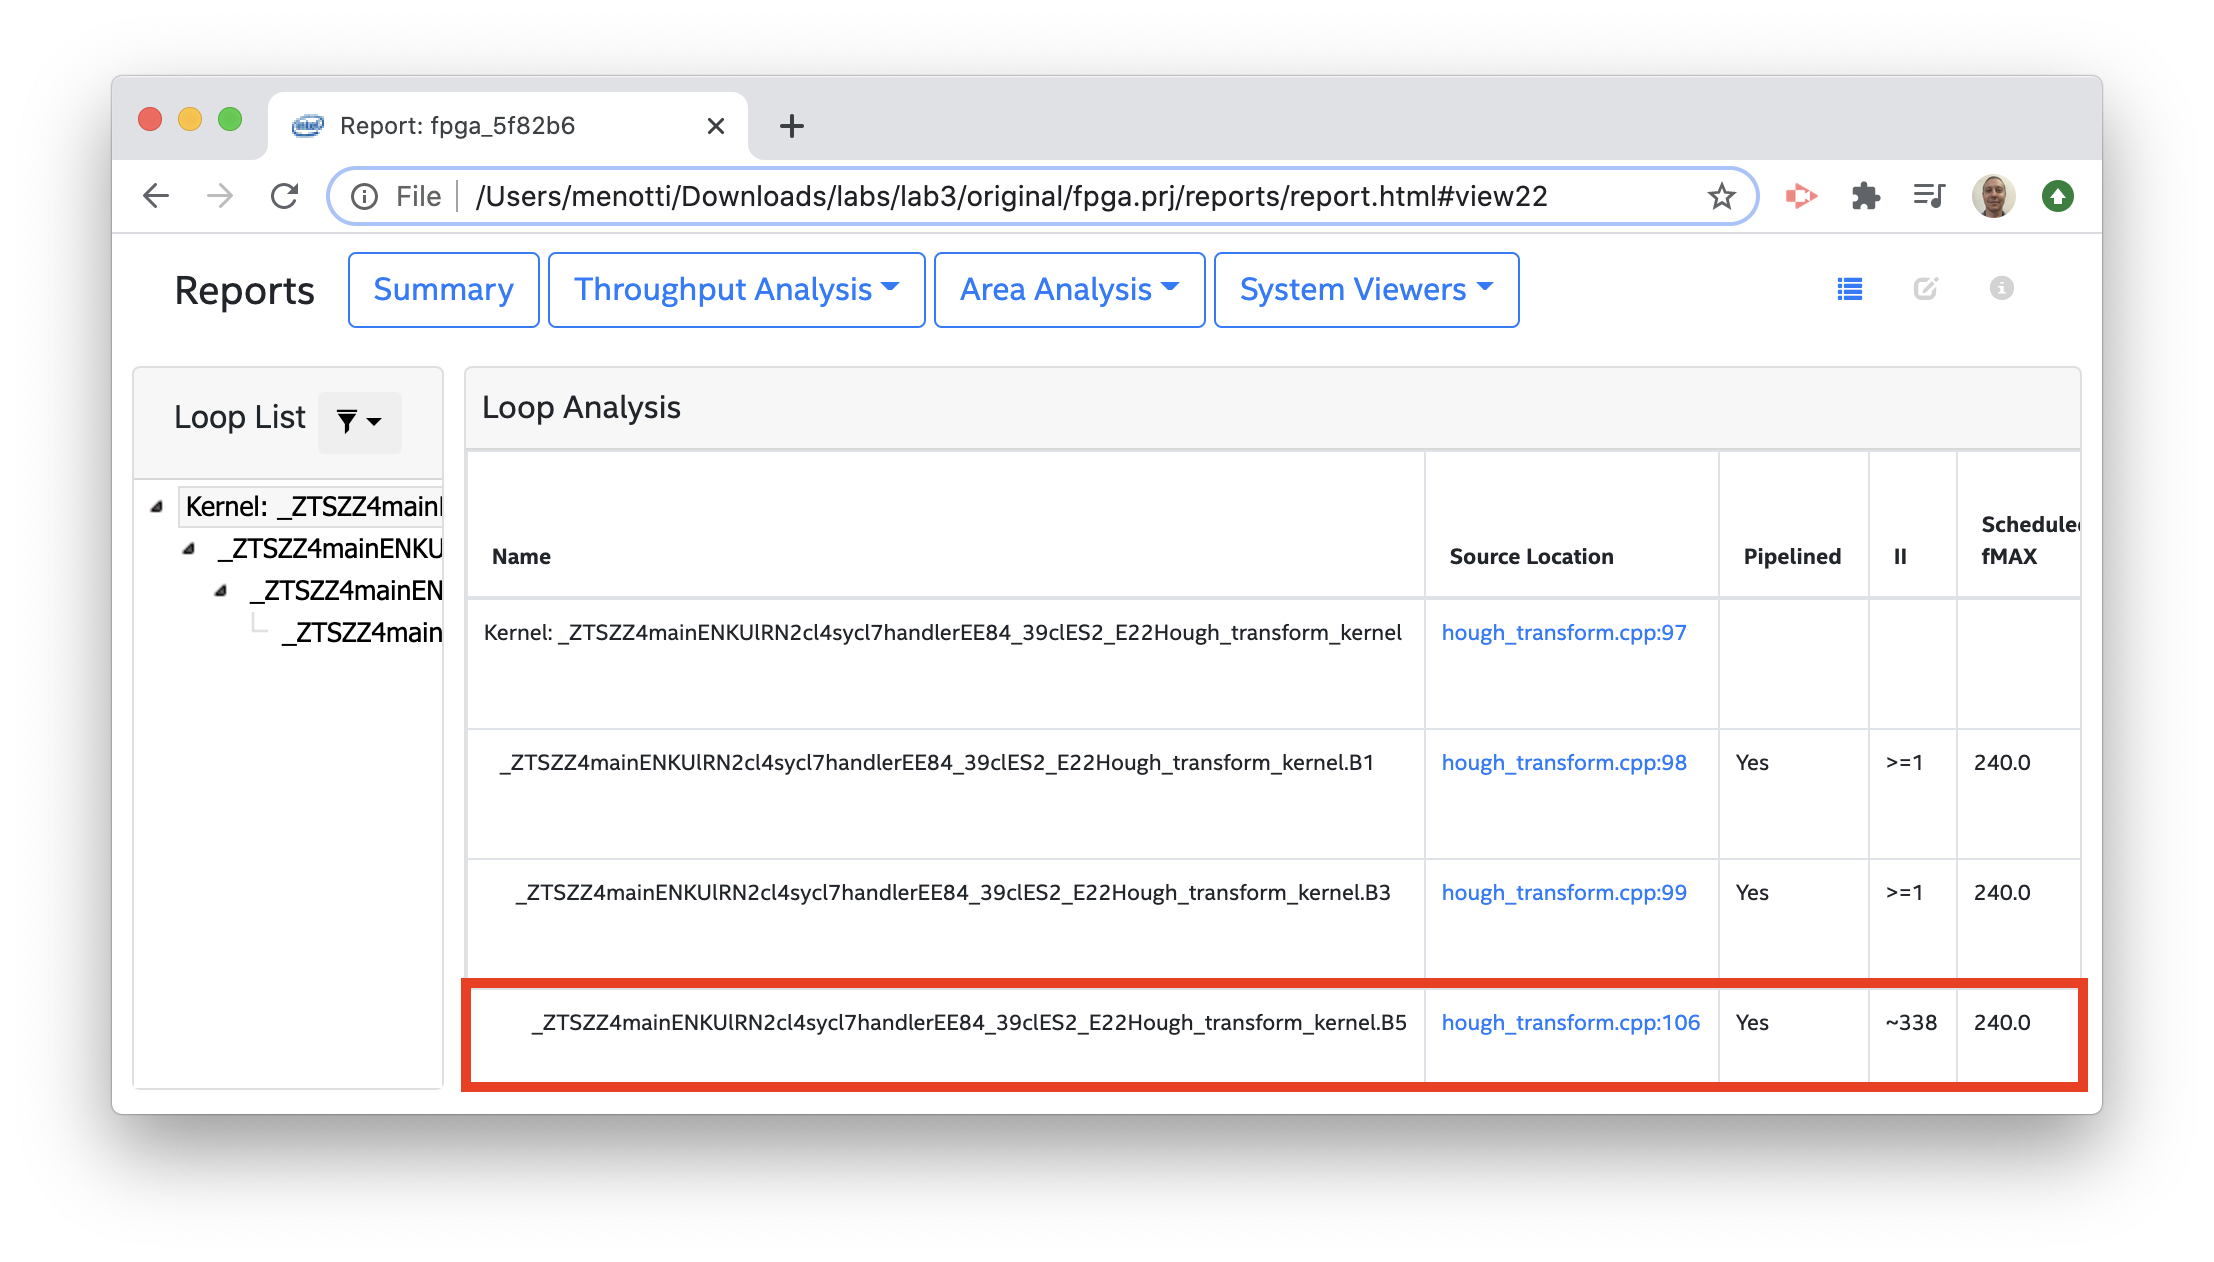 Report: fpga_5f82b6
File /Users/menotti/Downloads/labs/lab3/original/fpga.prj/reports/report.html#view22
Reports Summary Throughput Analysis Area Analysis System Viewers
Loop List
Kernel: _ZTSZZ4main
_ZTSZZ4mainENKU
_ZTSZZ4mainEN
_ZTSZZ4main
Loop Analysis
Name Source Location Pipelined II Scheduled fMAX
Kernel: _ZTSZZ4mainENKUlRN2cl4sycl7handlerEE84_39clES2_E22Hough_transform_kernel hough_transform.cpp:97
_ZTSZZ4mainENKUlRN2cl4sycl7handlerEE84_39clES2_E22Hough_transform_kernel.B1 hough_transform.cpp:98 Yes >=1 240.0
_ZTSZZ4mainENKUlRN2cl4sycl7handlerEE84_39clES2_E22Hough_transform_kernel.B3 hough_transform.cpp:99 Yes >=1 240.0
_ZTSZZ4mainENKUlRN2cl4sycl7handlerEE84_39clES2_E22Hough_transform_kernel.B5 hough_transform.cpp:106 Yes ~338 240.0